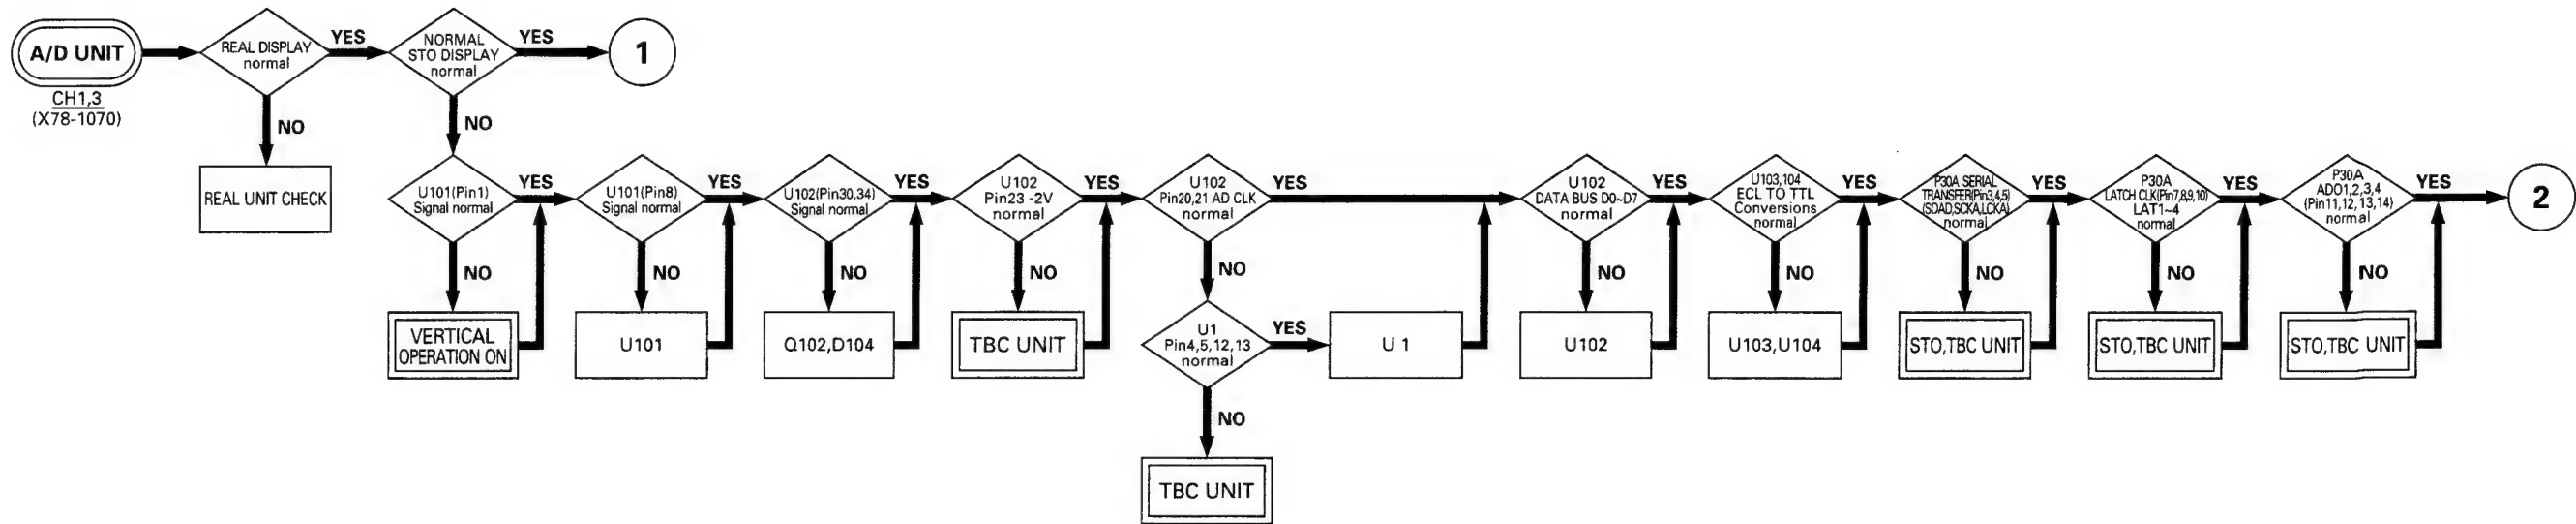 A/D UNIT
CH1,3
(X78-1070)
REAL DISPLAY
normal
YES
NO
REAL UNIT CHECK
NORMAL
STO DISPLAY
normal
YES
1
NO
U101(Pin1)
Signal normal
YES
NO
VERTICAL
OPERATION ON
U101(Pin8)
Signal normal
YES
NO
U101
U102(Pin30,34)
Signal normal
YES
NO
Q102,D104
U102
Pin23 -2V
normal
YES
NO
TBC UNIT
U102
Pin20,21 AD CLK
normal
YES
NO
U1
Pin4,5,12,13
normal
YES
U 1
NO
TBC UNIT
U102
DATA BUS D0~D7
normal
YES
NO
U102
U103,104
ECL TO TTL
Conversions
normal
YES
NO
U103,U104
P30A SERIAL
TRANSFER(Pin3,4,5)
(SDAD,SCKA,LCKA)
normal
YES
NO
STO,TBC UNIT
P30A
LATCH CLK(Pin7,8,9,10)
LAT1~4
normal
YES
NO
STO,TBC UNIT
P30A
ADO1,2,3,4
(Pin11,12,13,14)
normal
YES
NO
STO,TBC UNIT
2